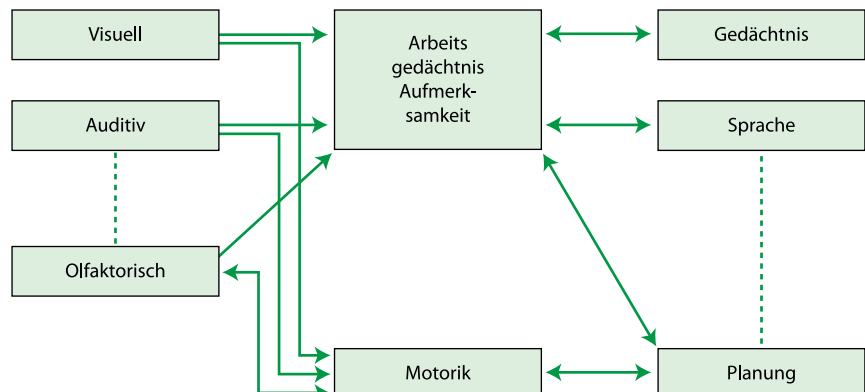 Visuell
Arbeits
gedächtnis
Aufmerk-
samkeit
Gedächtnis
Auditiv
Sprache
Olfaktorisch
Motorik
Planung